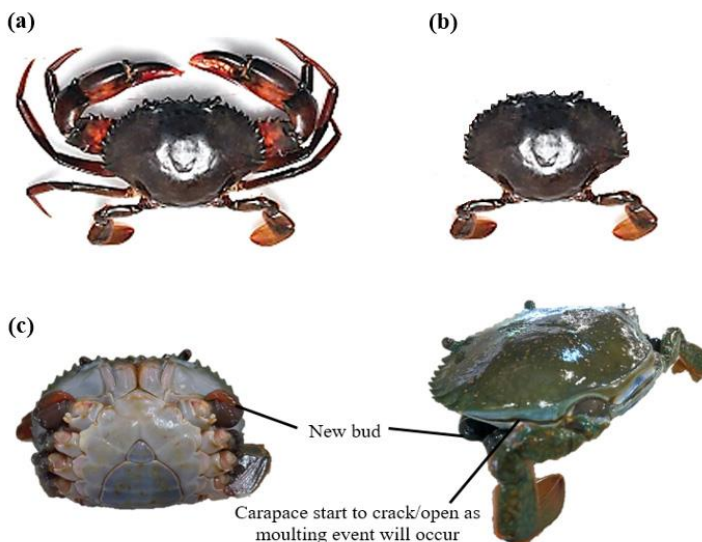 (a)
(b)
(c)
New bud
Carapace start to crack/open as
moulting event will occur